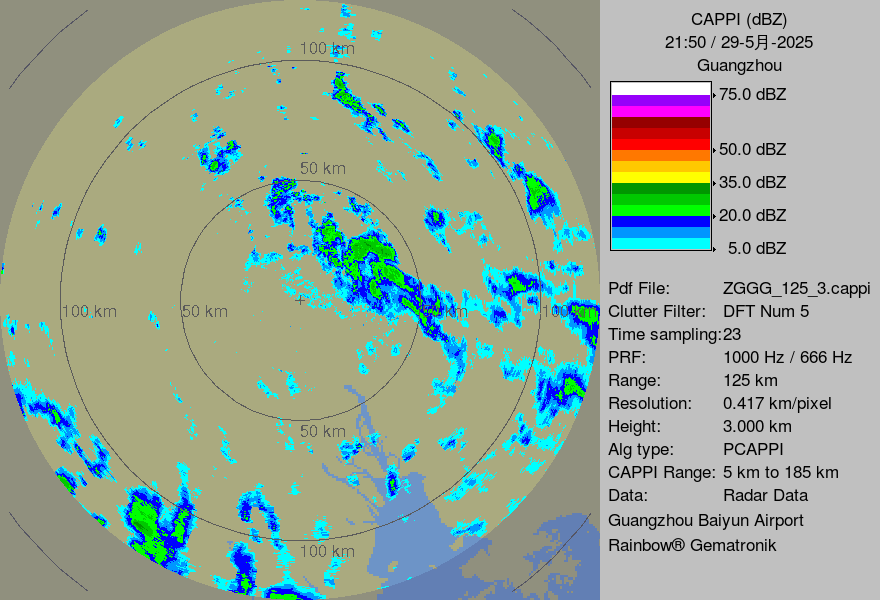 100 km
50 km
100 km
50 km
100
50 km
100 km
CAPPI (dBZ)
21:50 / 29-5月-2025
Guangzhou
75.0 dBZ
50.0 dBZ
35.0 dBZ
20.0 dBZ
5.0 dBZ
Pdf File: ZGGG_125_3.cappi
Clutter Filter: DFT Num 5
Time sampling:23
PRF: 1000 Hz / 666 Hz
Range: 125 km
Resolution: 0.417 km/pixel
Height: 3.000 km
Alg type: PCAPPI
CAPPI Range: 5 km to 185 km
Data: Radar Data
Guangzhou Baiyun Airport
Rainbow® Gematronik